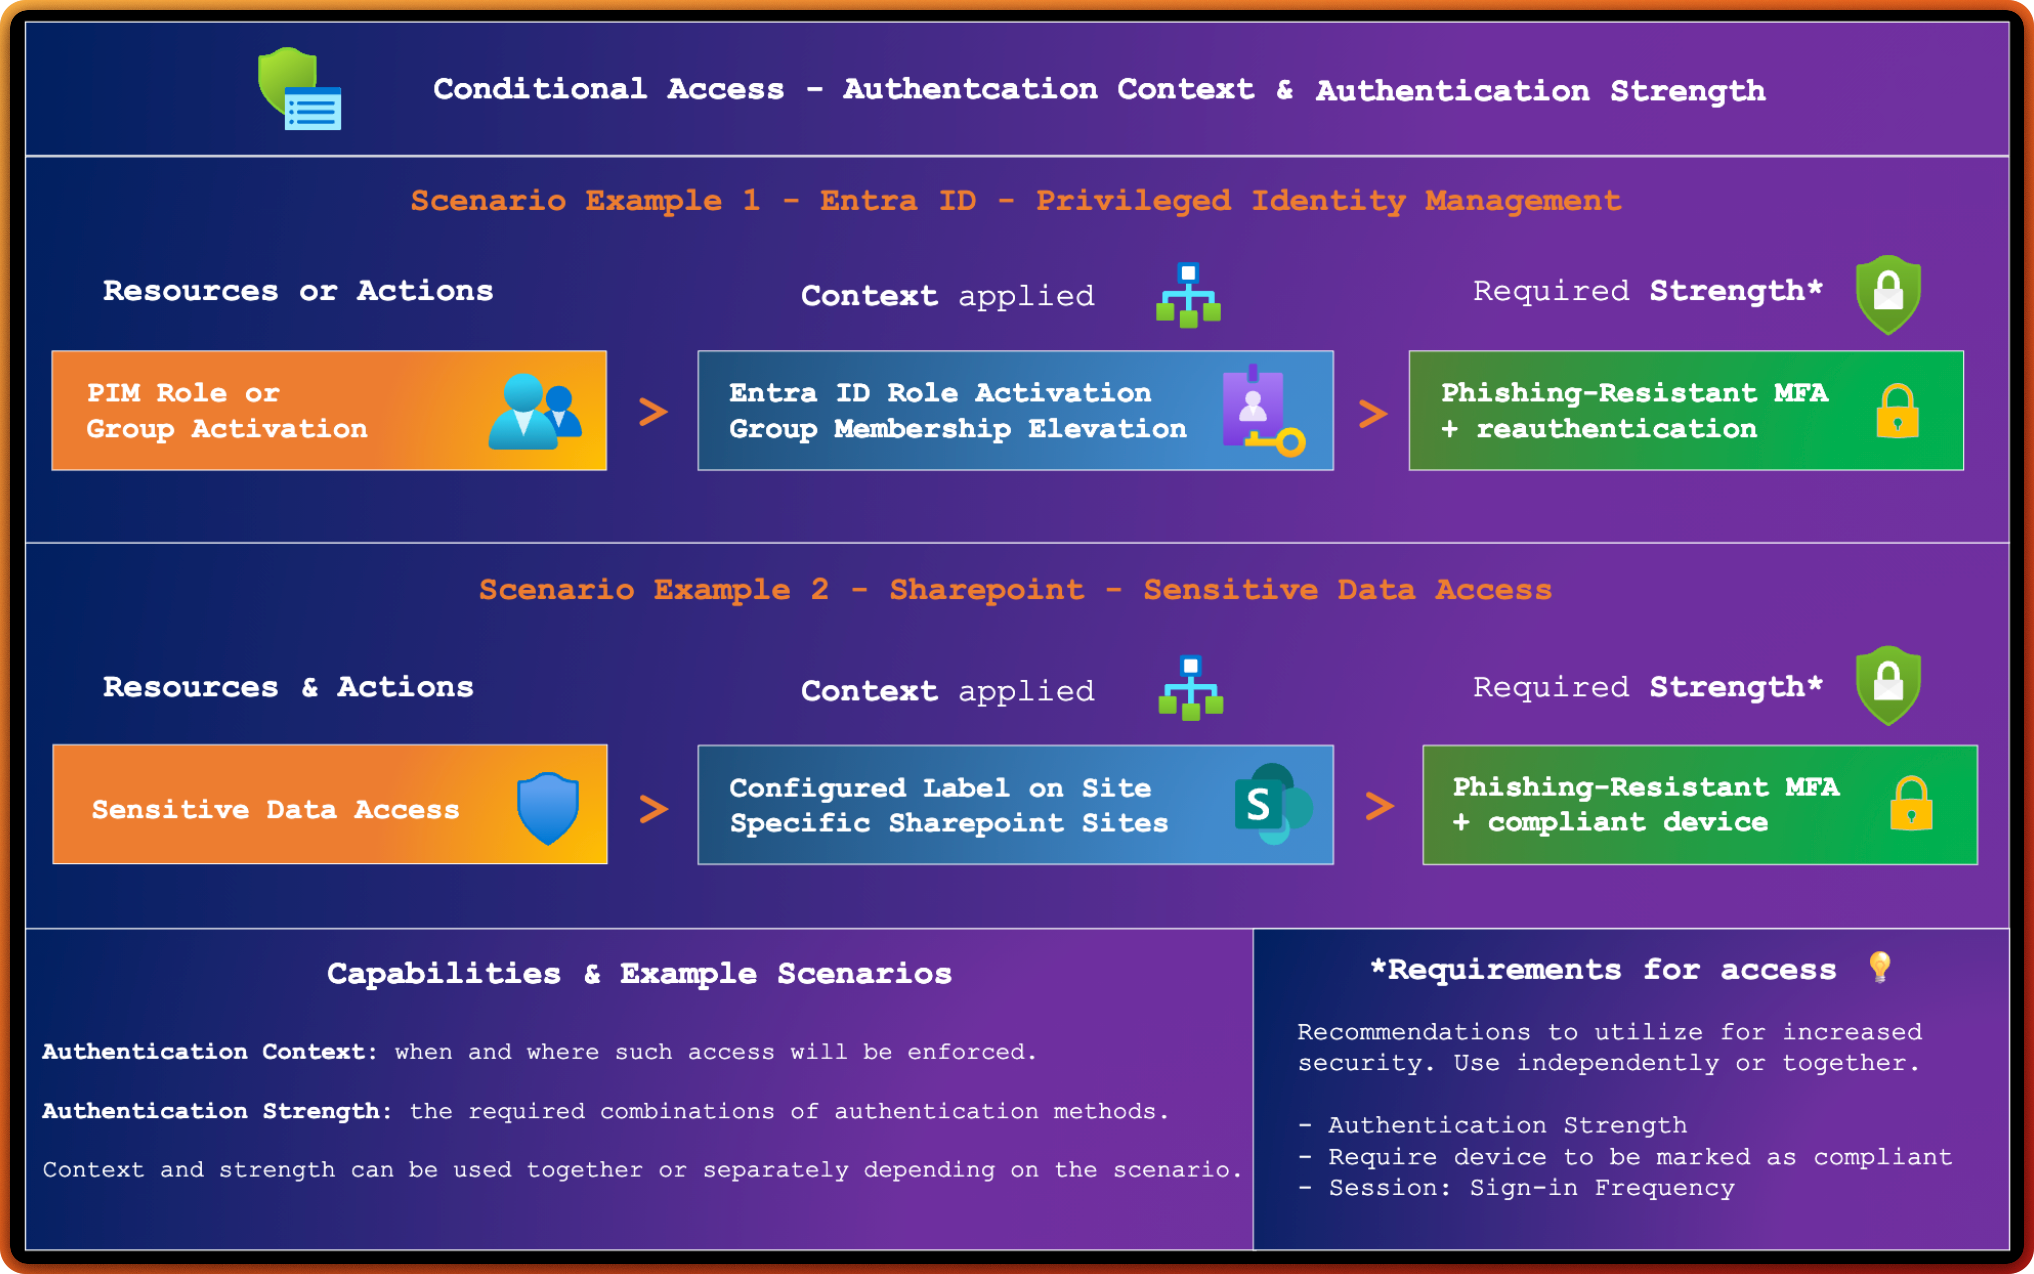 Conditional Access - Authentcation Context & Authentication Strength
Scenario Example 1 - Entra ID - Privileged Identity Management
Resources or Actions
Context applied
Required Strength*
PIM Role or
Group Activation
>
Entra ID Role Activation
Group Membership Elevation
>
Phishing-Resistant MFA
+ reauthentication
Scenario Example 2 - Sharepoint - Sensitive Data Access
Resources & Actions
Context applied
Required Strength*
Sensitive Data Access
>
Configured Label on Site
Specific Sharepoint Sites
S
>
Phishing-Resistant MFA
+ compliant device
Capabilities & Example Scenarios
Authentication Context: when and where such access will be enforced.
Authentication Strength: the required combinations of authentication methods.
Context and strength can be used together or separately depending on the scenario.
*Requirements for access
Recommendations to utilize for increased
security. Use independently or together.
- Authentication Strength
- Require device to be marked as compliant
- Session: Sign-in Frequency